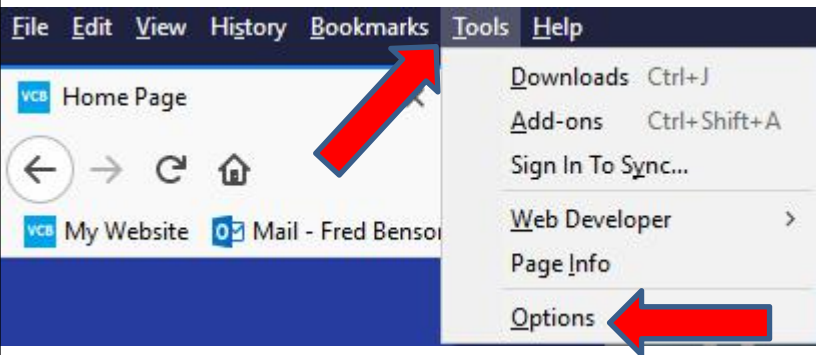 File Edit View History Bookmarks Tools Help
VCB Home Page
Downloads Ctrl+J
Add-ons Ctrl+Shift+A
Sign In To Sync...
VCB My Website Mail - Fred Benso
Web Developer
Page Info
Options